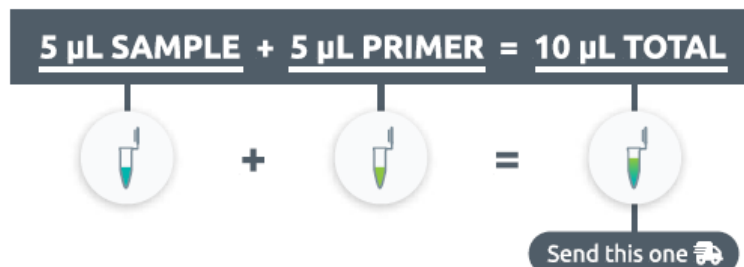 5 µL SAMPLE + 5 µL PRIMER = 10 µL TOTAL
+ =
Send this one